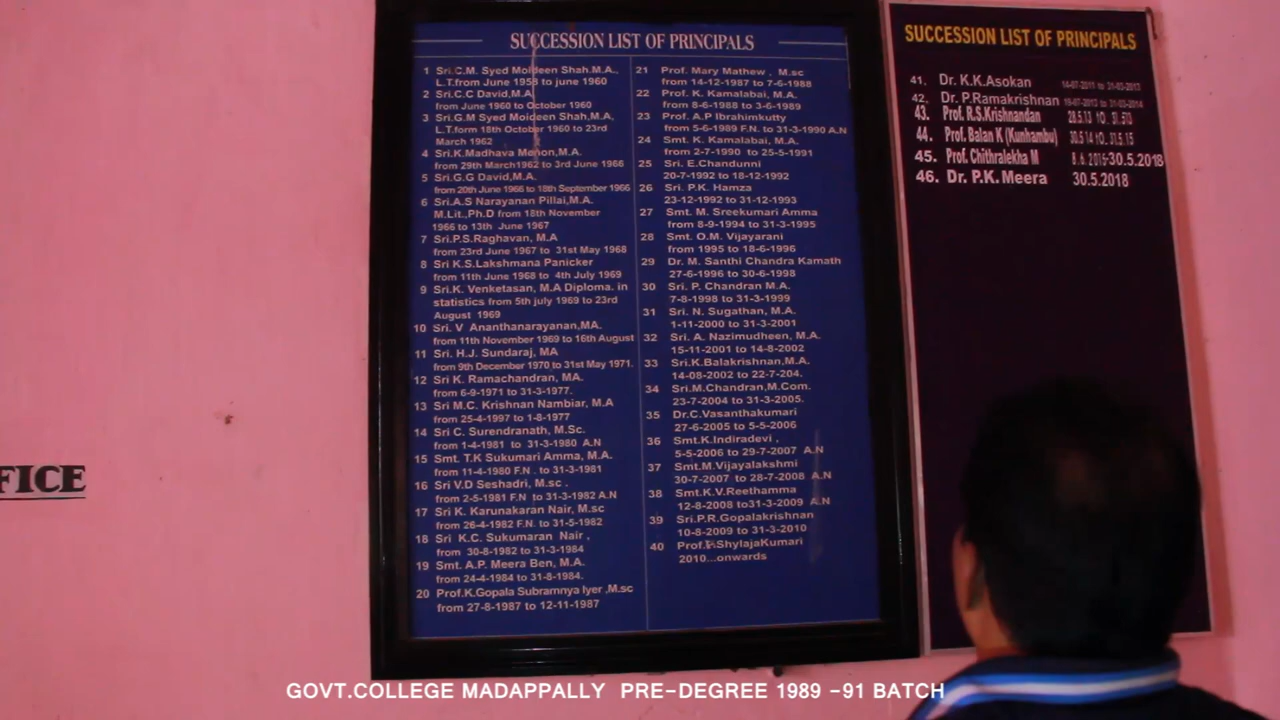 SUCCESSION LIST OF PRINCIPALS
1 Sri.C.M. Syed Moideen Shah.M.A.,
L.T.from June 1958 to june 1960
2 Sri.C.C David,M.A.
from June 1960 to October 1960
3 Sri.G.M Syed Moideen Shah,M.A,
L.T.form 18th October 1960 to 23rd
March 1962
4 Sri.K.Madhava Menon,M.A.
from 29th March1962 to 3rd June 1966
5 Sri.G.G David,M.A.
from 20th June 1966 to 18th September 1966
6 Sri.A.S Narayanan Pillai,M.A.
M.Lit.,Ph.D from 18th November
1966 to 13th June 1967
7 Sri.P.S.Raghavan, M.A
from 23rd June 1967 to 31st May 1968
8 Sri K.S.Lakshmana Panicker
from 11th June 1968 to 4th July 1969
9 Sri.K. Venketasan, M.A Diploma. in
statistics from 5th july 1969 to 23rd
August 1969
10 Sri. V Ananthanarayanan,MA.
from 11th November 1969 to 16th August
11 Sri. H.J. Sundaraj, MA
from 9th December 1970 to 31st May 1971.
12 Sri K. Ramachandran, MA.
from 6-9-1971 to 31-3-1977.
13 Sri M.C. Krishnan Nambiar, M.A
from 25-4-1997 to 1-8-1977
14 Sri C. Surendranath, M.Sc.
from 1-4-1981 to 31-3-1980 A.N
15 Smt. T.K Sukumari Amma, M.A.
from 11-4-1980 F.N . to 31-3-1981
16 Sri V.D Seshadri, M.sc .
from 2-5-1981 F.N to 31-3-1982 A.N
17 Sri K. Karunakaran Nair, M.sc
from 26-4-1982 F.N. to 31-5-1982
18 Sri K.C. Sukumaran Nair ,
from 30-8-1982 to 31-3-1984
19 Smt. A.P. Meera Ben, M.A.
from 24-4-1984 to 31-8-1984.
20 Prof.K.Gopala Subramnya Iyer ,M.sc
from 27-8-1987 to 12-11-1987
21 Prof. Mary Mathew , M.sc
from 14-12-1987 to 7-6-1988
22 Prof. K. Kamalabai, M.A.
from 8-6-1988 to 3-6-1989
23 Prof. A.P Ibrahimkutty
from 5-6-1989 F.N. to 31-3-1990 A.N
24 Smt. K. Kamalabai, M.A.
from 2-7-1990 to 25-5-1991
25 Sri. E.Chandunni
20-7-1992 to 18-12-1992
26 Sri. P.K. Hamza
23-12-1992 to 31-12-1993
27 Smt. M. Sreekumari Amma
from 8-9-1994 to 31-3-1995
28 Smt. O.M. Vijayarani
from 1995 to 18-6-1996
29 Dr. M. Santhi Chandra Kamath
27-6-1996 to 30-6-1998
30 Sri. P. Chandran M.A.
7-8-1998 to 31-3-1999
31 Sri. N. Sugathan, M.A.
1-11-2000 to 31-3-2001
32 Sri. A. Nazimudheen, M.A.
15-11-2001 to 14-8-2002
33 Sri.K.Balakrishnan,M.A.
14-08-2002 to 22-7-204.
34 Sri.M.Chandran,M.Com.
23-7-2004 to 31-3-2005.
35 Dr.C.Vasanthakumari
27-6-2005 to 5-5-2006
36 Smt.K.Indiradevi ,
5-5-2006 to 29-7-2007 A.N
37 Smt.M.Vijayalakshmi
30-7-2007 to 28-7-2008 A.N
38 Smt.K.V.Reethamma
12-8-2008 to31-3-2009 A.N
39 Sri.P.R.Gopalakrishnan
10-8-2009 to 31-3-2010
40 Prof.P.ShylajaKumari
2010...onwards
SUCCESSION LIST OF PRINCIPALS
41. Dr. K.K.Asokan
42. Dr. P.Ramakrishnan
43. Prof. R.S.Krishnandan
44. Prof. Balan K (Kunhambu) 30.5.14 TO. 31.5.15
45. Prof. Chithralekha M 8.6.2015-30.5.2018
46. Dr. P.K. Meera 30.5.2018
FICE
GOVT.COLLEGE MADAPPALLY PRE-DEGREE 1989 -91 BATCH